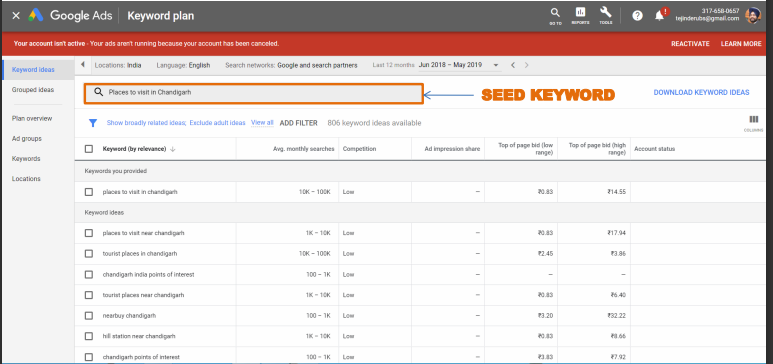 × Google Ads Keyword plan
GO TO REPORTS TOOLS ? ! 317-658-0657
tejinderubs@gmail.com
Your account isn't active - Your ads aren't running because your account has been canceled. REACTIVATE LEARN MORE
Keyword ideas
Grouped ideas
Plan overview
Ad groups
Keywords
Locations
Locations: India Language: English Search networks: Google and search partners Last 12 months Jun 2018 – May 2019
Places to visit in Chandigarh
SEED KEYWORD
DOWNLOAD KEYWORD IDEAS
Show broadly related ideas; Exclude adult ideas View all ADD FILTER 806 keyword ideas available
COLUMNS
Keyword (by relevance) ↓ Avg. monthly searches Competition Ad impression share Top of page bid (low range) Top of page bid (high range) Account status
Keywords you provided
places to visit in chandigarh 10K – 100K Low – ₹0.83 ₹14.55
Keyword ideas
places to visit near chandigarh 1K – 10K Low – ₹0.83 ₹17.94
tourist places in chandigarh 10K – 100K Low – ₹2.45 ₹3.86
chandigarh india points of interest 100 – 1K Low – – –
tourist places near chandigarh 1K – 10K Low – ₹0.83 ₹6.40
nearbuy chandigarh 100 – 1K Low – ₹3.20 ₹32.22
hill station near chandigarh 1K – 10K Low – ₹0.83 ₹8.66
chandigarh points of interest 100 – 1K Low – ₹3.83 ₹7.92